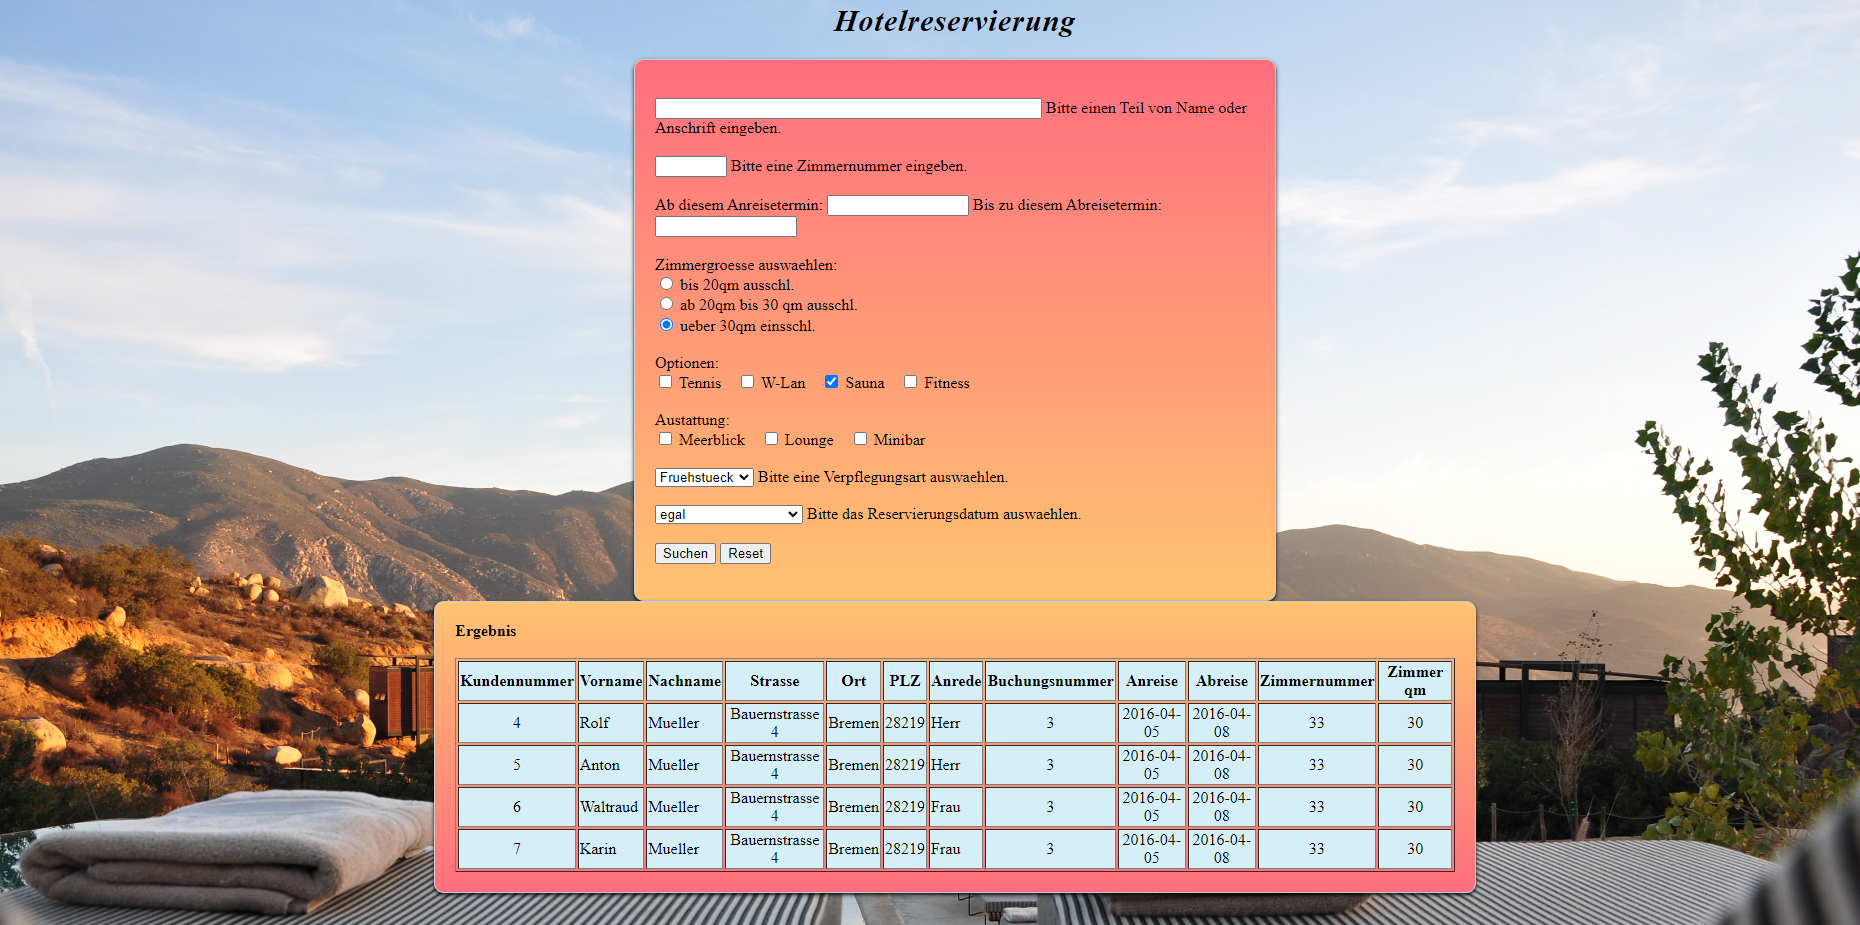 Hotelreservierung
Bitte einen Teil von Name oder
Anschrift eingeben.
Bitte eine Zimmernummer eingeben.
Ab diesem Anreisetermin: Bis zu diesem Abreisetermin:
Zimmergroesse auswaehlen:
bis 20qm ausschl.
ab 20qm bis 30 qm ausschl.
ueber 30qm einsschl.
Optionen:
Tennis W-Lan Sauna Fitness
Austattung:
Meerblick Lounge Minibar
Fruehstueck Bitte eine Verpflegungsart auswaehlen.
egal Bitte das Reservierungsdatum auswaehlen.
Suchen Reset
Ergebnis
Kundennummer Vorname Nachname Strasse Ort PLZ Anrede Buchungsnummer Anreise Abreise Zimmernummer Zimmer qm
4 Rolf Mueller Bauernstrasse 4 Bremen 28219 Herr 3 2016-04-05 2016-04-08 33 30
5 Anton Mueller Bauernstrasse 4 Bremen 28219 Herr 3 2016-04-05 2016-04-08 33 30
6 Waltraud Mueller Bauernstrasse 4 Bremen 28219 Frau 3 2016-04-05 2016-04-08 33 30
7 Karin Mueller Bauernstrasse 4 Bremen 28219 Frau 3 2016-04-05 2016-04-08 33 30